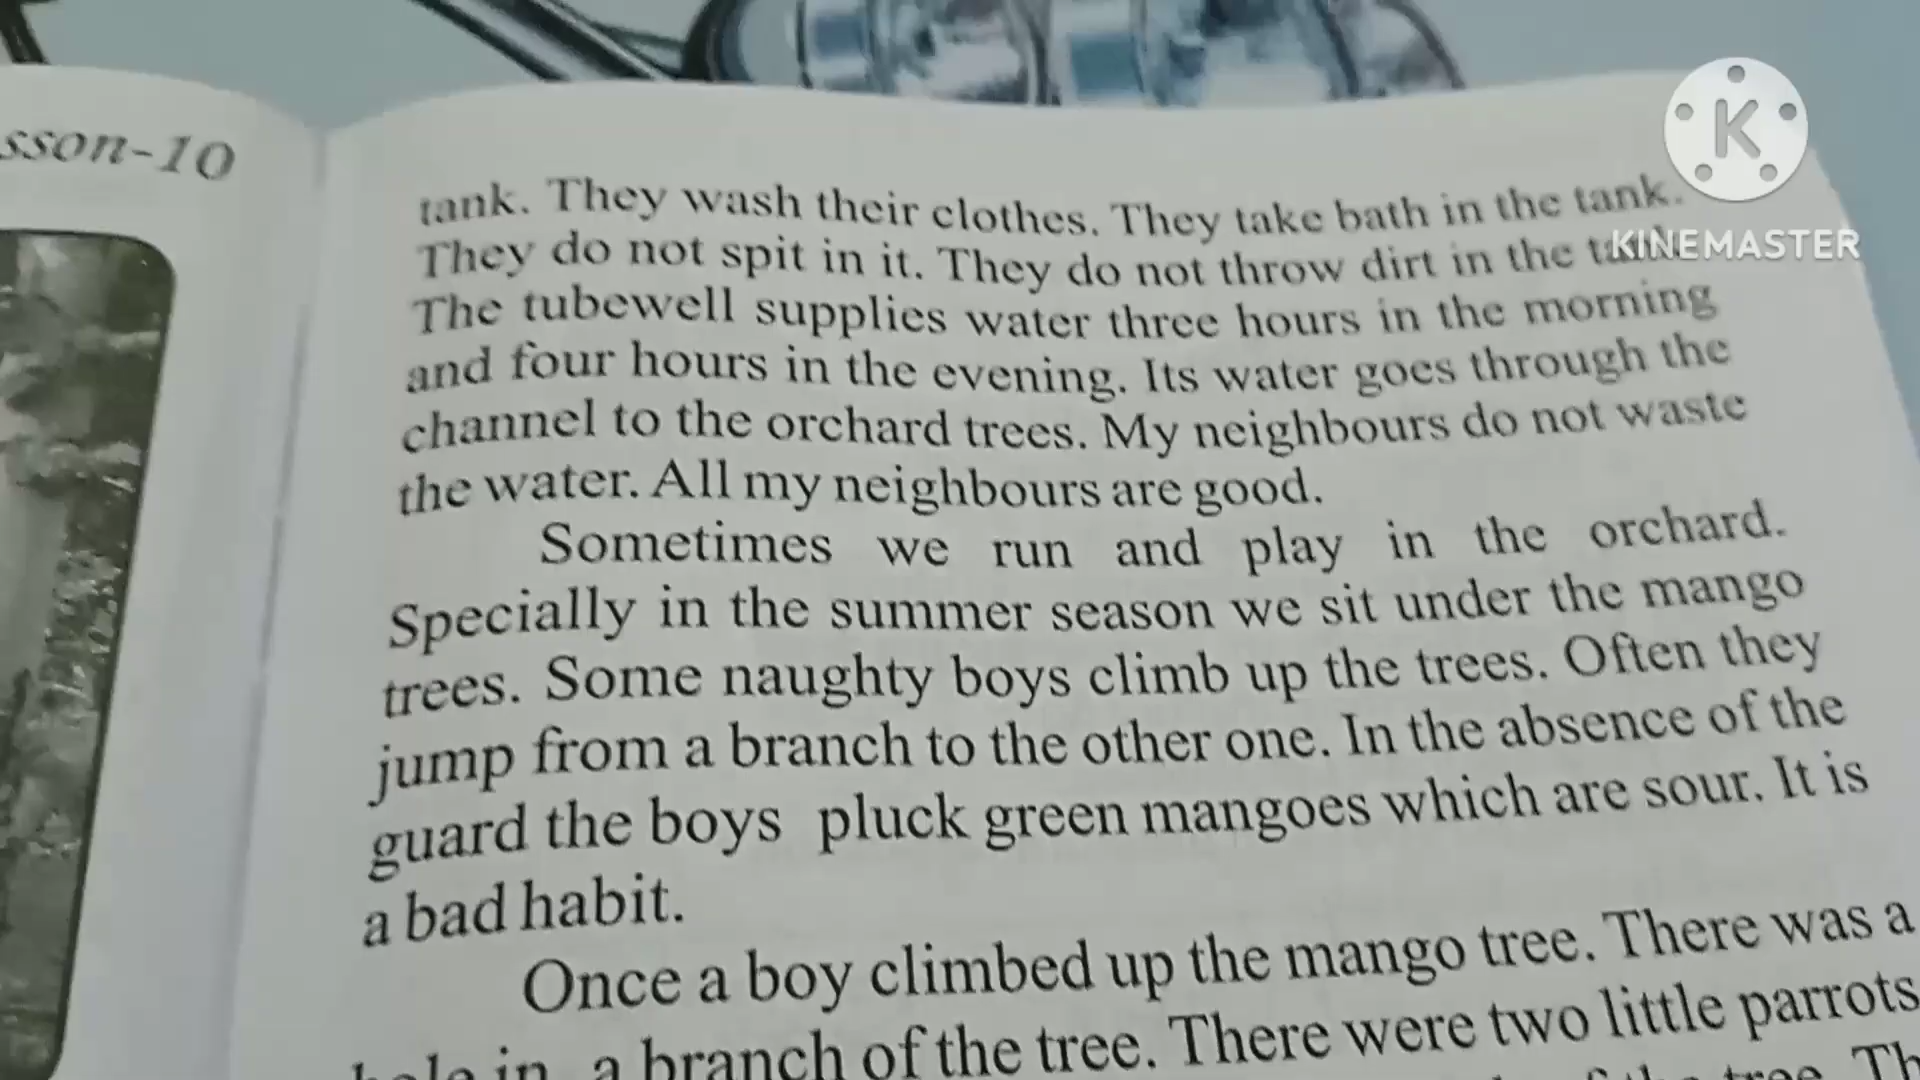 sson-10
tank. They wash their clothes. They take bath in the tank.
They do not spit in it. They do not throw dirt in the
The tubewell supplies water three hours in the morning
and four hours in the evening. Its water goes through the
channel to the orchard trees. My neighbours do not waste
the water. All my neighbours are good.
Sometimes we run and play in the orchard.
Specially in the summer season we sit under the mango
trees. Some naughty boys climb up the trees. Often they
jump from a branch to the other one. In the absence of the
guard the boys pluck green mangoes which are sour. It is
a bad habit.
Once a boy climbed up the mango tree. There was a
hole in a branch of the tree. There were two little parrots
of the tree. Th
K
KINEMASTER